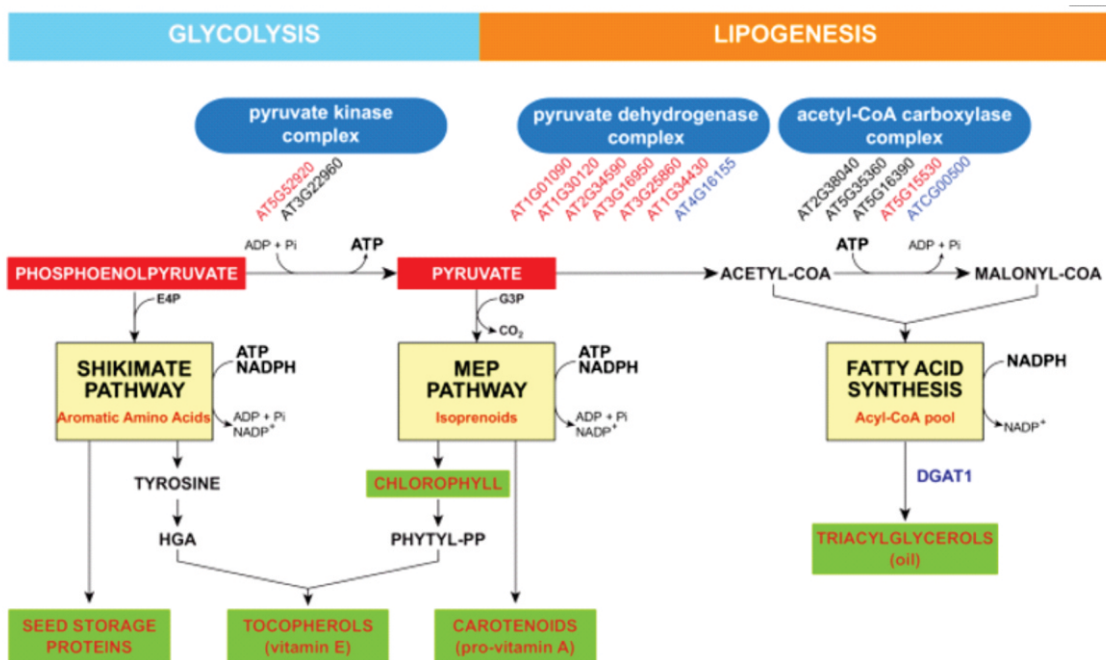 GLYCOLYSIS
LIPOGENESIS
pyruvate kinase
complex
pyruvate dehydrogenase
complex
acetyl-CoA carboxylase
complex
AT5G52920
AT3G22960
AT1G01090
AT1G30120
AT2G34590
AT3G16950
AT3G25860
AT1G34430
AT4G16155
AT2G38040
AT5G35360
AT5G16390
AT5G15530
ATCG00500
ADP + Pi
ATP
ATP
ADP + Pi
PHOSPHOENOLPYRUVATE
PYRUVATE
ACETYL-COA
MALONYL-COA
E4P
G3P
CO₂
SHIKIMATE
PATHWAY
Aromatic Amino Acids
ATP
NADPH
ADP + Pi
NADP⁺
MEP
PATHWAY
Isoprenoids
ATP
NADPH
ADP + Pi
NADP⁺
FATTY ACID
SYNTHESIS
Acyl-CoA pool
NADPH
NADP⁺
TYROSINE
CHLOROPHYLL
DGAT1
HGA
PHYTYL-PP
TRIACYLGLYCEROLS
(oil)
SEED STORAGE
PROTEINS
TOCOPHEROLS
(vitamin E)
CAROTENOIDS
(pro-vitamin A)